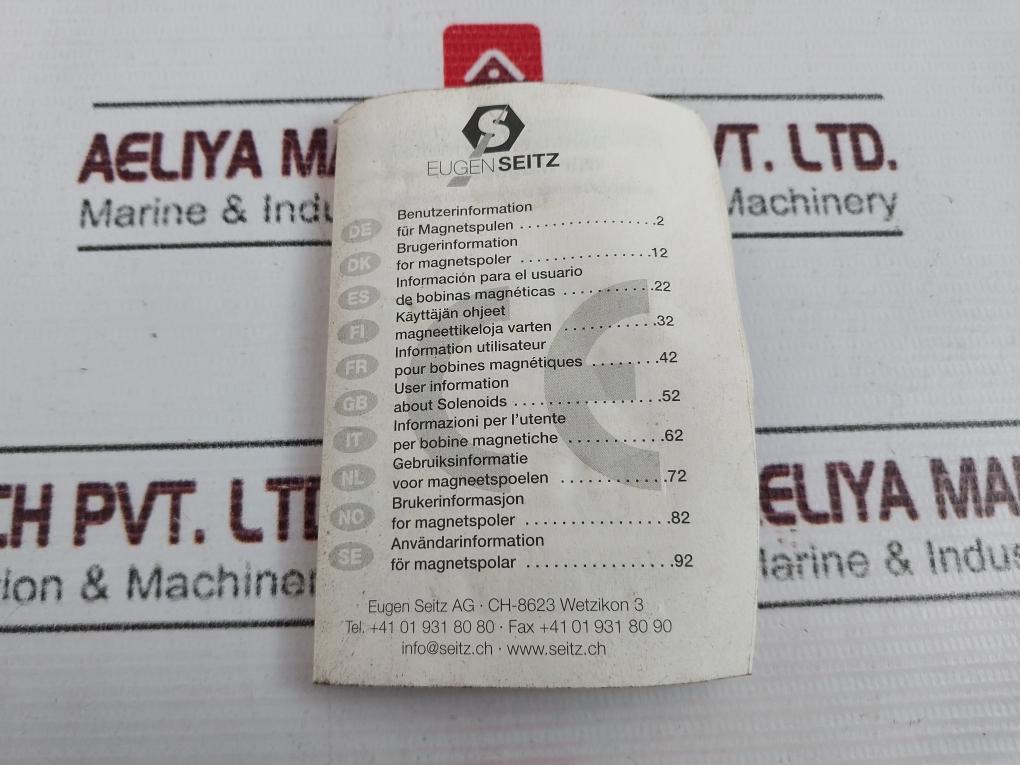 AELIYA MA VT. LTD.
Marine & Indu Machinery
S
EUGEN SEITZ
DE Benutzerinformation
für Magnetspulen . . . . . . . . . . . . . . . .2
DK Brugerinformation
for magnetspoler . . . . . . . . . . . . . . . .12
ES Información para el usuario
de bobinas magnéticas . . . . . . . . . . .22
FI Käyttäjän ohjeet
magneettikeloja varten . . . . . . . . . . .32
FR Information utilisateur
pour bobines magnétiques . . . . . . . .42
GB User information
about Solenoids . . . . . . . . . . . . . . . . .52
IT Informazioni per l'utente
per bobine magnetiche . . . . . . . . . . .62
NL Gebruiksinformatie
voor magneetspoelen . . . . . . . . . . . .72
NO Brukerinformasjon
for magnetspoler . . . . . . . . . . . . . . . .82
SE Användarinformation
för magnetspolar . . . . . . . . . . . . . . . .92
CE
Eugen Seitz AG · CH-8623 Wetzikon 3
Tel. +41 01 931 80 80 · Fax +41 01 931 80 90
info@seitz.ch · www.seitz.ch
CH PVT. LTD
tion & Machiner
AELIYA MA
Marine & Indus